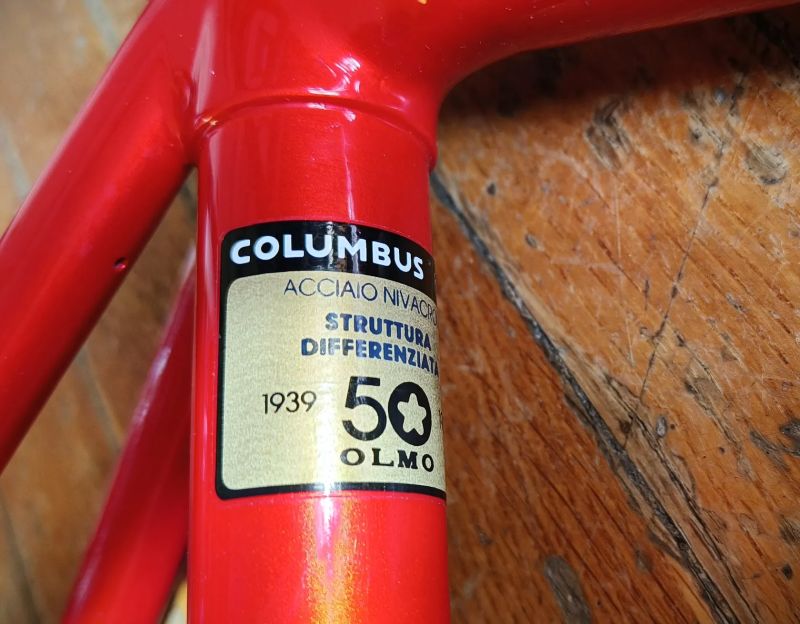 COLUMBUS
ACCIAIO NIVACRO
STRUTTURA
DIFFERENZIATA
1939 50
OLMO